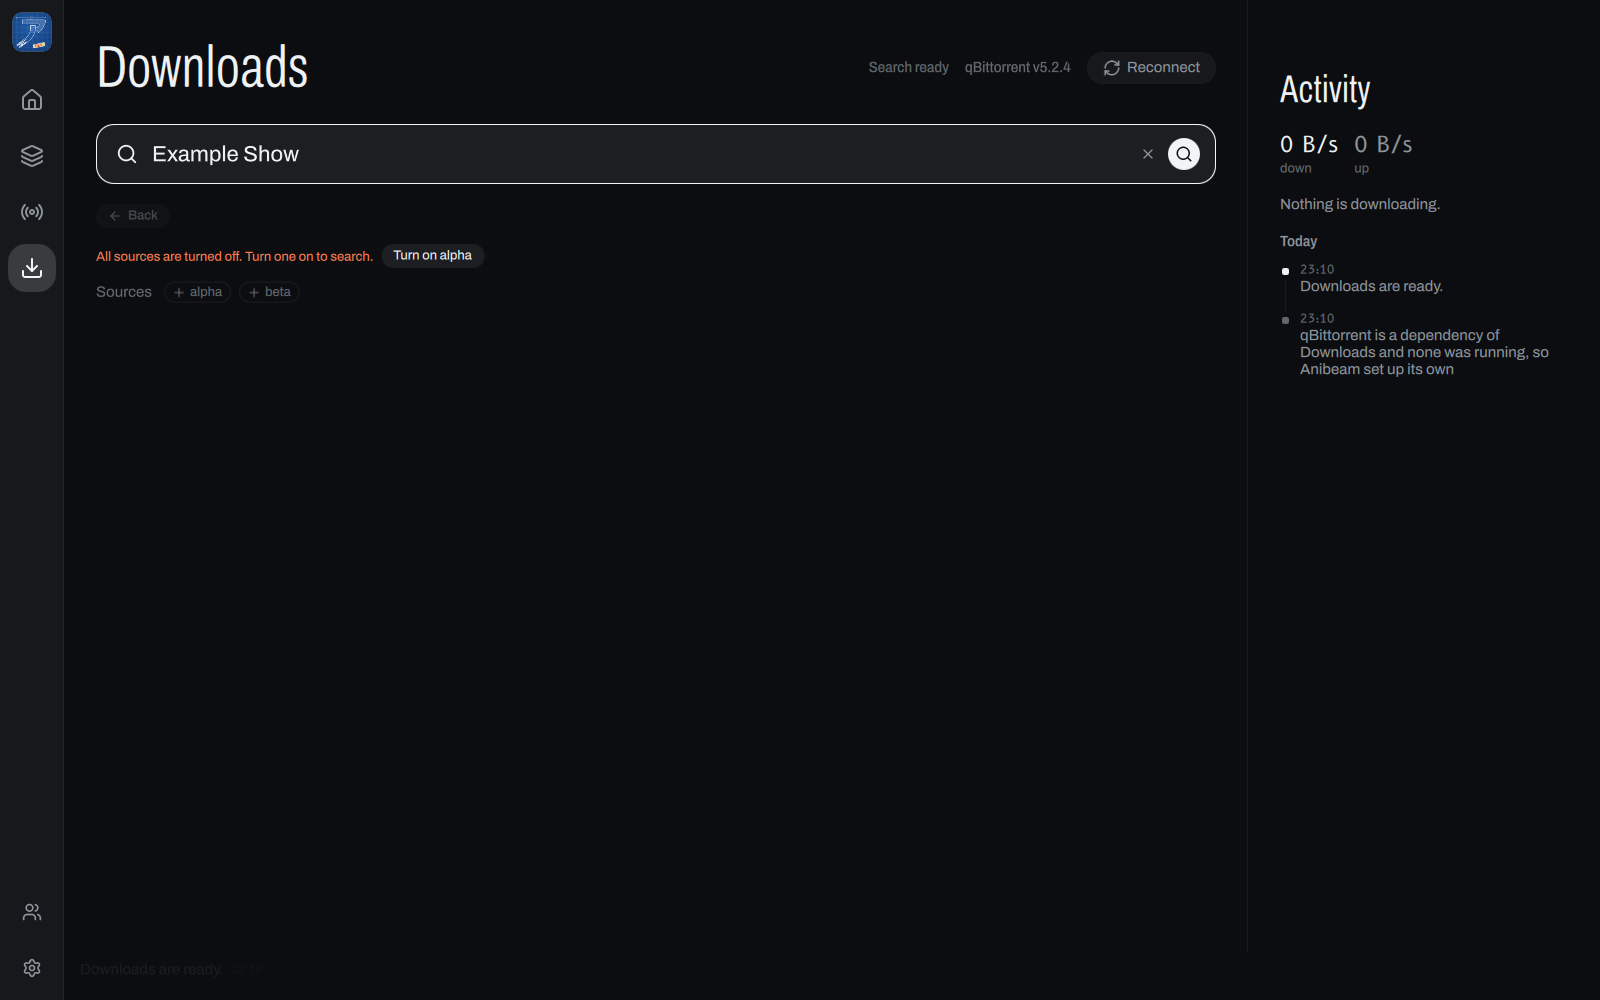 Downloads
Search ready qBittorrent v5.2.4 Reconnect
Example Show
Back
All sources are turned off. Turn one on to search. Turn on alpha
Sources alpha beta
Activity
0 B/s 0 B/s
down up
Nothing is downloading.
Today
23:10
Downloads are ready.
23:10
qBittorrent is a dependency of
Downloads and none was running, so
Anibeam set up its own
Downloads are ready. 23:10